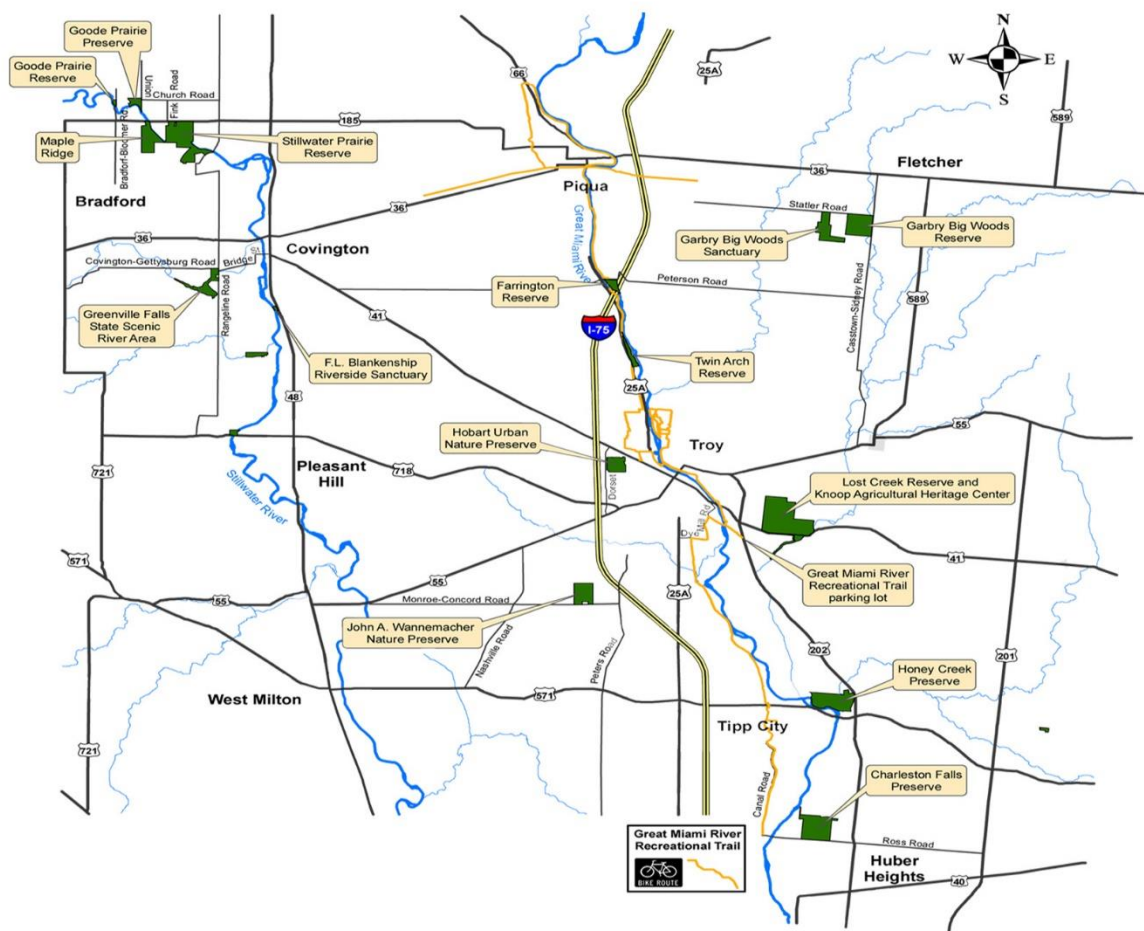 Goode Prairie
Preserve
Goode Prairie
Reserve
Union
Fink Road
Church Road
Bradforf-Bloomer Rd
185
Maple
Ridge
Stillwater Prairie
Reserve
Bradford
66
25A
N
W
E
S
589
36
Fletcher
Piqua
Statler Road
Garbry Big Woods
Sanctuary
Garbry Big Woods
Reserve
36
36
Covington
Covington-Gettysburg Road
Bridge St
Great Miami River
Farrington
Reserve
Peterson Road
Casstown-Sidney Road
589
Rangeline Road
Greenville Falls
State Scenic
River Area
41
I-75
F.L. Blankenship
Riverside Sanctuary
Twin Arch
Reserve
25A
48
Hobart Urban
Nature Preserve
Troy
55
721
Pleasant
Hill
718
Dorset
Lost Creek Reserve and
Knoop Agricultural Heritage Center
Stillwater River
Dye Mill Rd
41
571
55
55
25A
Great Miami River
Recreational Trail
parking lot
Monroe-Concord Road
John A. Wannemacher
Nature Preserve
Nashville Road
Peters Road
202
201
Honey Creek
Preserve
West Milton
571
Tipp City
721
Canal Road
Charleston Falls
Preserve
Great Miami River
Recreational Trail
BIKE ROUTE
Ross Road
Huber
Heights
40